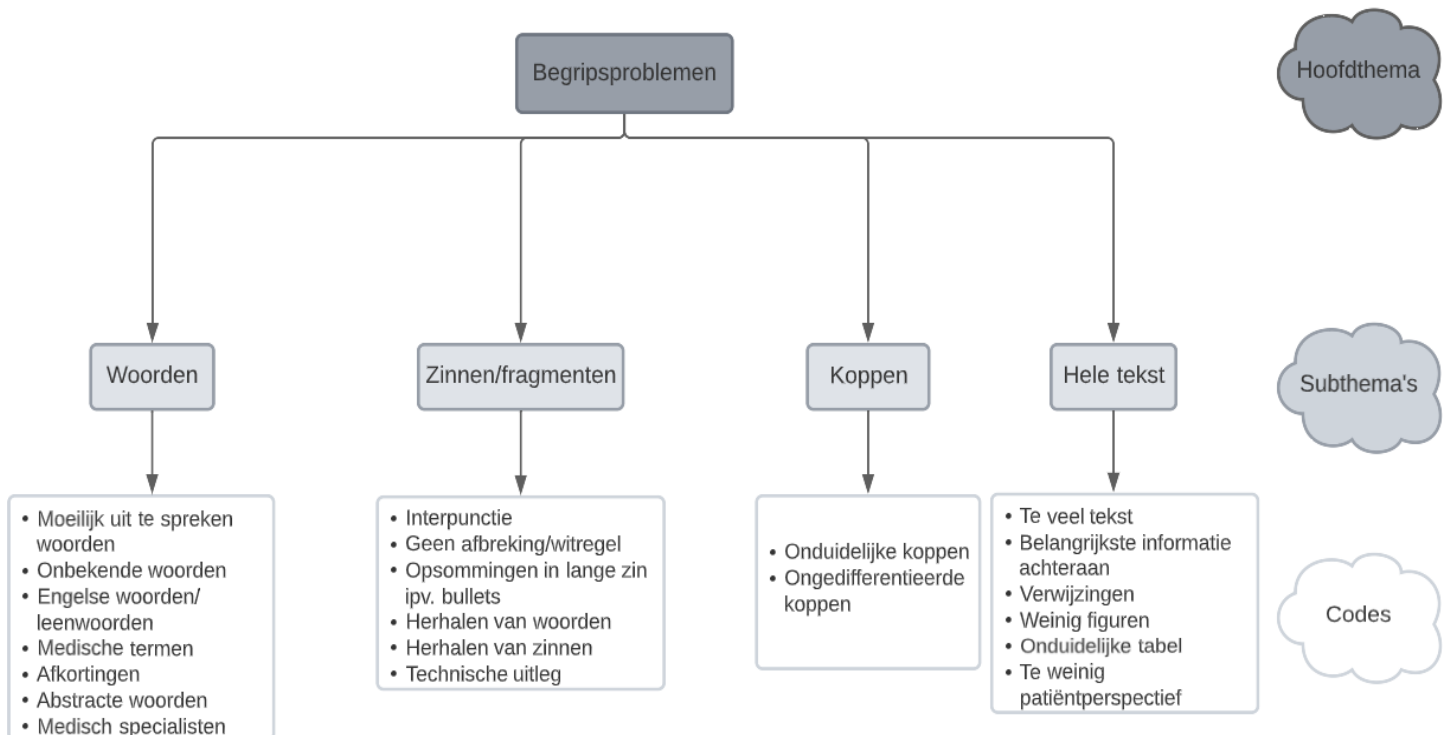 Begripsproblemen
Hoofdthema
Woorden
Zinnen/fragmenten
Koppen
Hele tekst
Subthema's
• Moeilijk uit te spreken
woorden
• Onbekende woorden
• Engelse woorden/
leenwoorden
• Medische termen
• Afkortingen
• Abstracte woorden
• Medisch specialisten
• Interpunctie
• Geen afbreking/witregel
• Opsommingen in lange zin
ipv. bullets
• Herhalen van woorden
• Herhalen van zinnen
• Technische uitleg
• Onduidelijke koppen
• Ongedifferentieerde
koppen
• Te veel tekst
• Belangrijkste informatie
achteraan
• Verwijzingen
• Weinig figuren
• Onduidelijke tabel
• Te weinig
patiëntperspectief
Codes